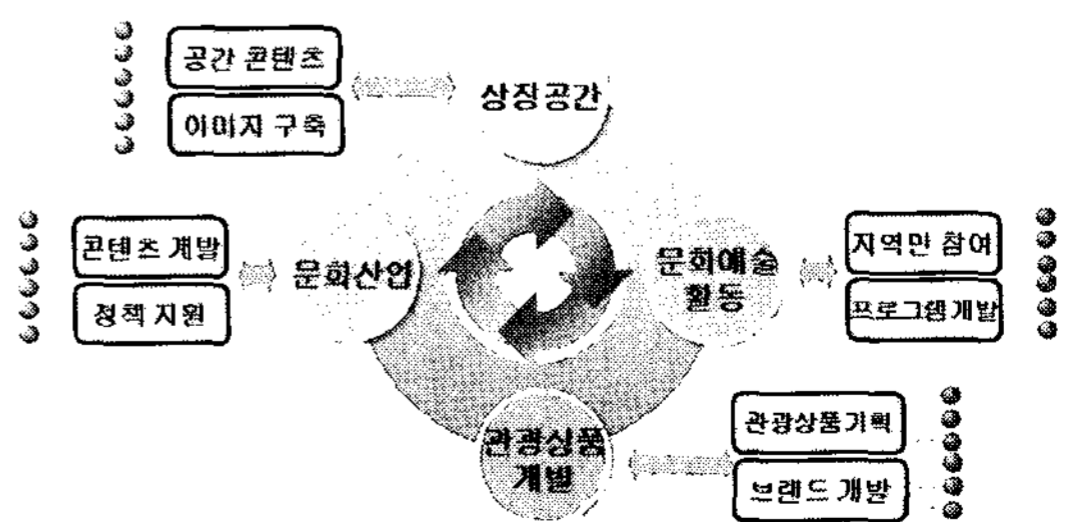 공간 콘텐츠
이미지 구축
상징공간
콘텐츠 개발
정책 지원
문화산업
문화예술
활동
지역민 참여
프로그램개발
관광상품
개발
관광상품기획
브랜드 개발